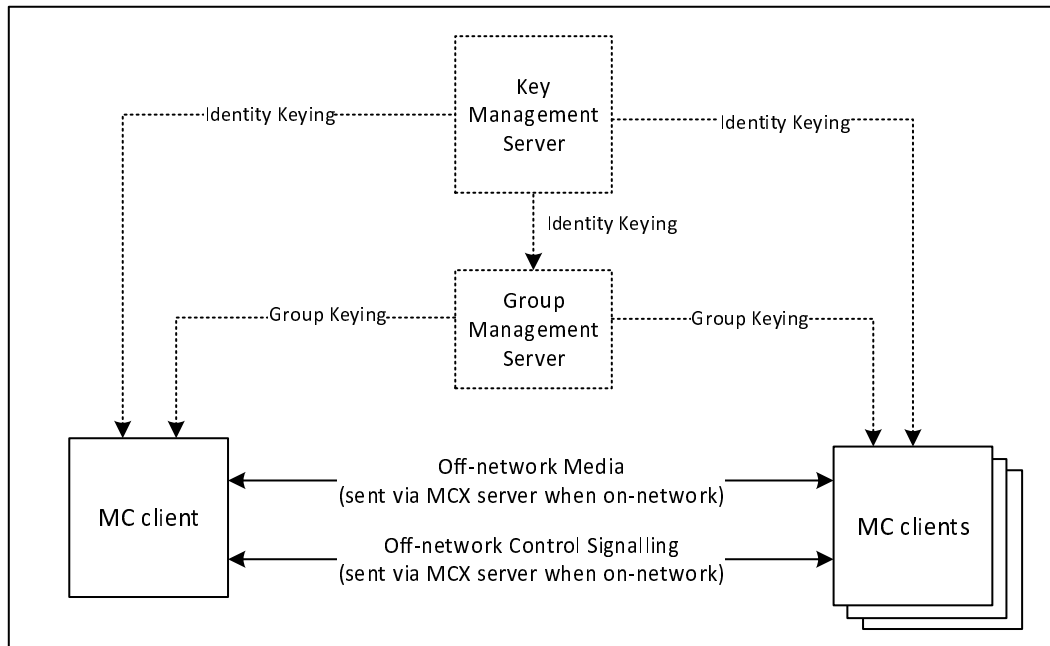 Key
Management
Server
Identity Keying
Identity Keying
Identity Keying
Group
Management
Server
Group Keying
Group Keying
MC client
Off-network Media
(sent via MCX server when on-network)
Off-network Control Signalling
(sent via MCX server when on-network)
MC clients